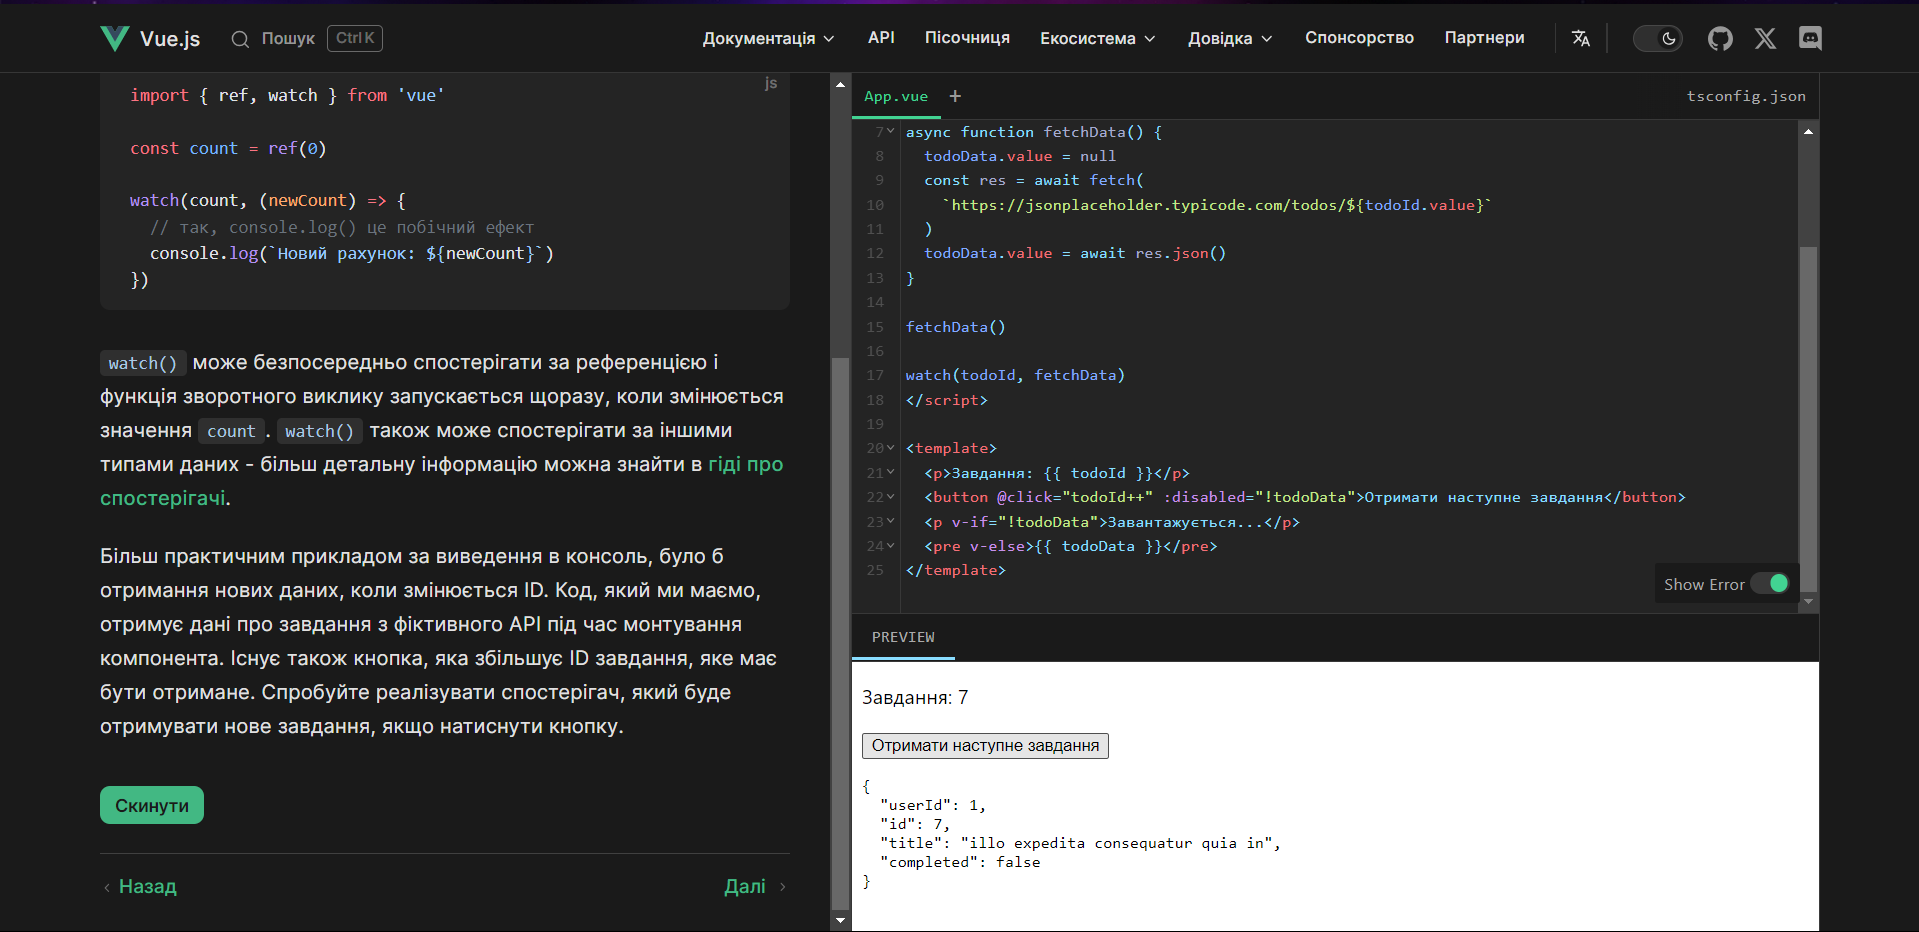 Vue.js Пошук Ctrl K Документація API Пісочниця Екосистема Довідка Спонсорство Партнери
js
import { ref, watch } from 'vue'
const count = ref(0)
watch(count, (newCount) => {
  // так, console.log() це побічний ефект
  console.log(`Новий рахунок: ${newCount}`)
})
watch() може безпосередньо спостерігати за референцією і
функція зворотного виклику запускається щоразу, коли змінюється
значення count. watch() також може спостерігати за іншими
типами даних - більш детальну інформацію можна знайти в гіді про
спостерігачі.
Більш практичним прикладом за виведення в консоль, було б
отримання нових даних, коли змінюється ID. Код, який ми маємо,
отримує дані про завдання з фіктивного API під час монтування
компонента. Існує також кнопка, яка збільшує ID завдання, яке має
бути отримане. Спробуйте реалізувати спостерігач, який буде
отримувати нове завдання, якщо натиснути кнопку.
Скинути
‹ Назад Далі ›
App.vue + tsconfig.json
7 async function fetchData() {
8   todoData.value = null
9   const res = await fetch(
10     `https://jsonplaceholder.typicode.com/todos/${todoId.value}`
11   )
12   todoData.value = await res.json()
13 }
14
15 fetchData()
16
17 watch(todoId, fetchData)
18 </script>
19
20 <template>
21   <p>Завдання: {{ todoId }}</p>
22   <button @click="todoId++" :disabled="!todoData">Отримати наступне завдання</button>
23   <p v-if="!todoData">Завантажується...</p>
24   <pre v-else>{{ todoData }}</pre>
25 </template>
Show Error
PREVIEW
Завдання: 7
Отримати наступне завдання
{
  "userId": 1,
  "id": 7,
  "title": "illo expedita consequatur quia in",
  "completed": false
}